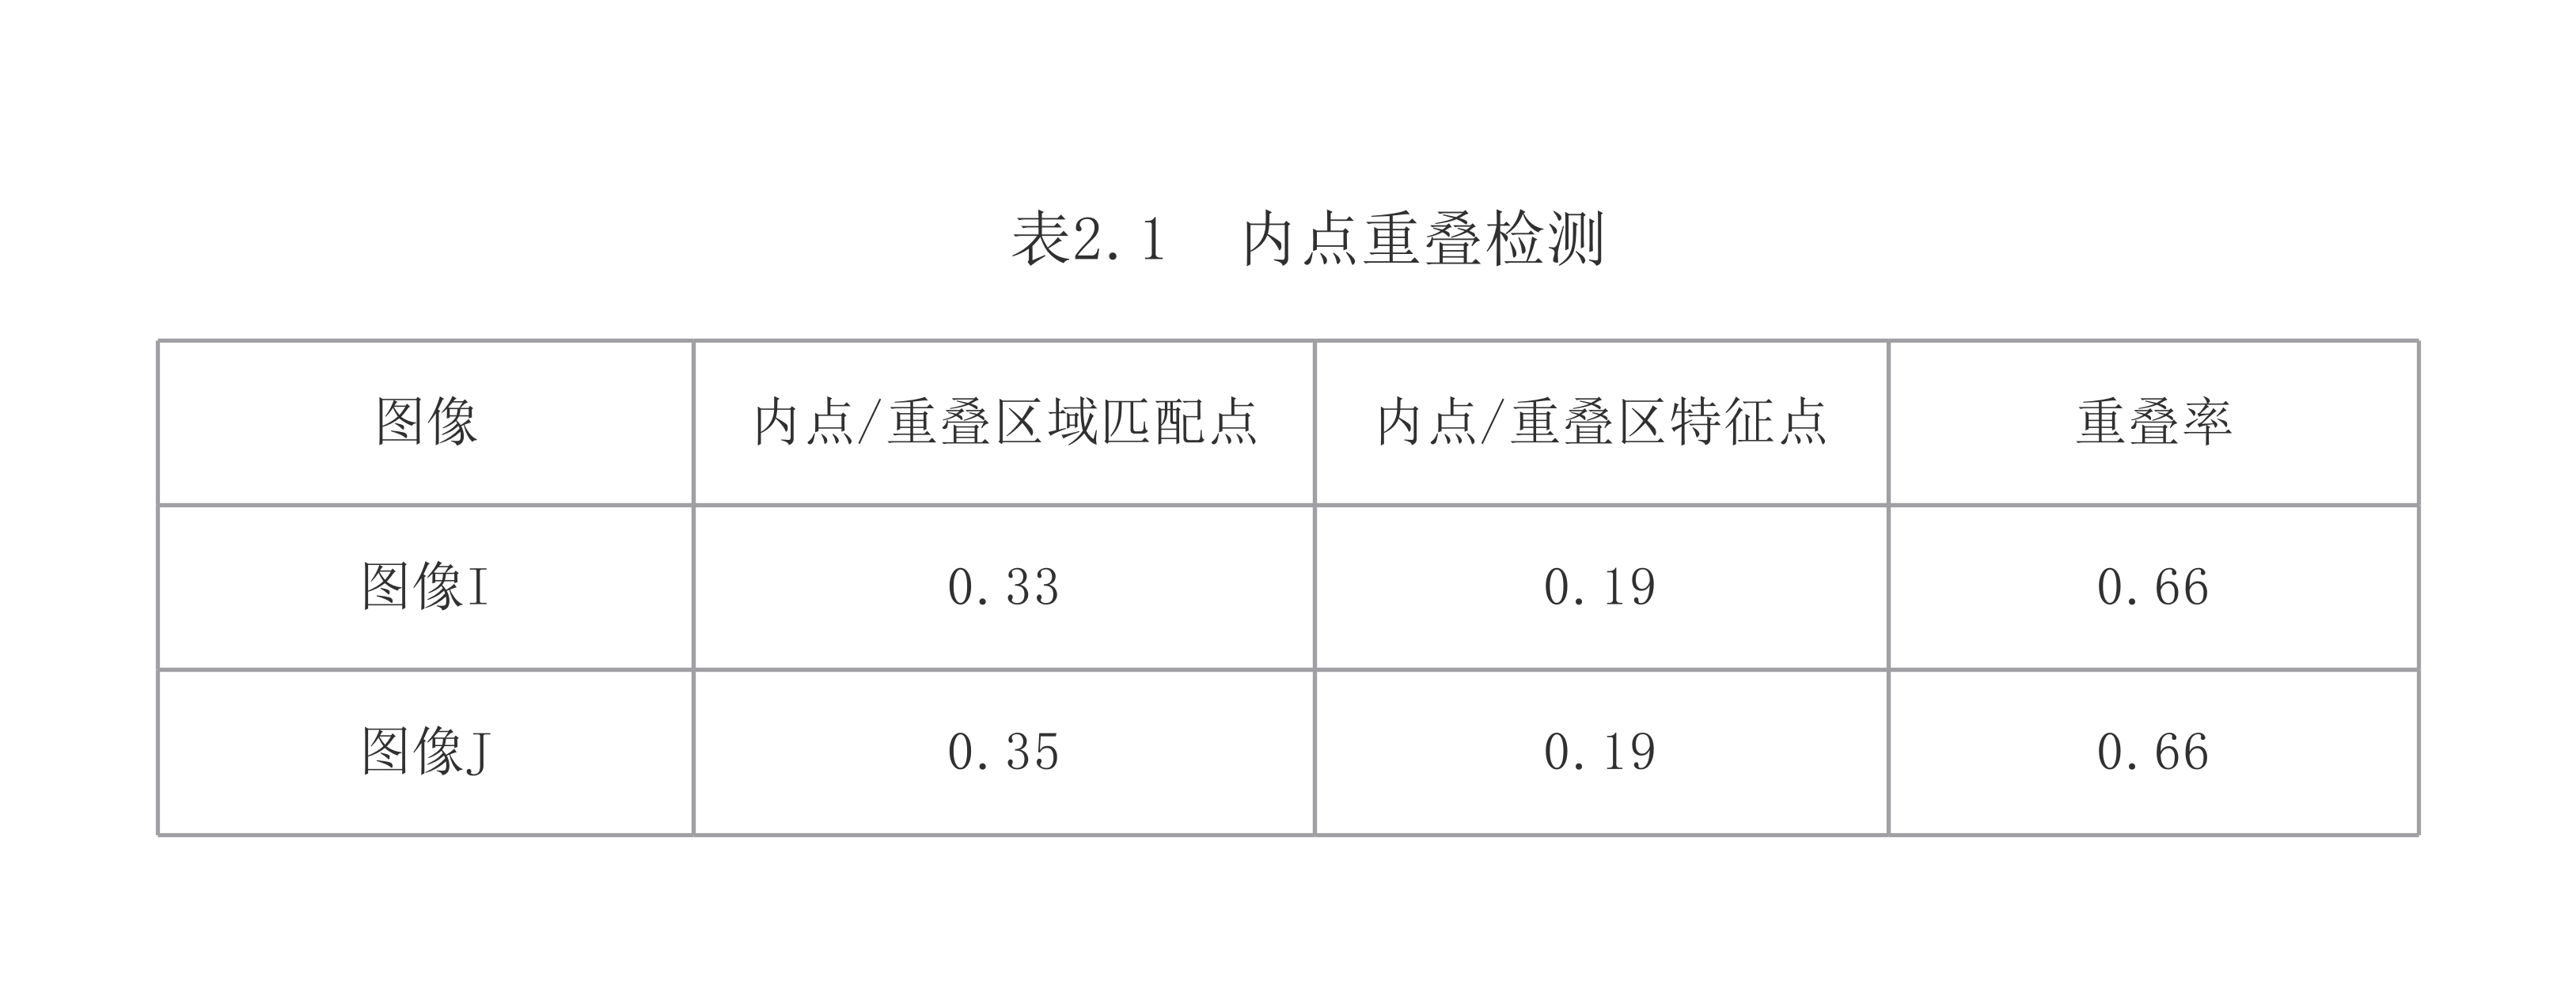 表2.1 内点重叠检测
图像 内点/重叠区域匹配点 内点/重叠区特征点 重叠率
图像I 0.33 0.19 0.66
图像J 0.35 0.19 0.66